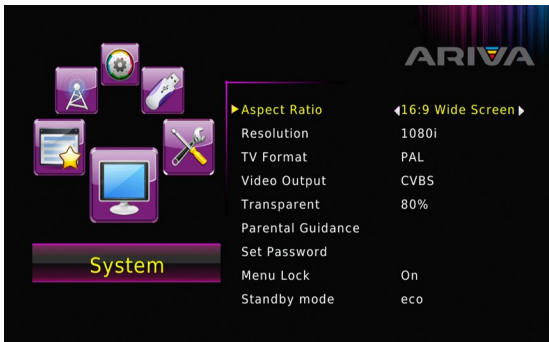 ARIVA
Aspect Ratio 16:9 Wide Screen
Resolution 1080i
TV Format PAL
Video Output CVBS
Transparent 80%
Parental Guidance
Set Password
Menu Lock On
Standby mode eco
System